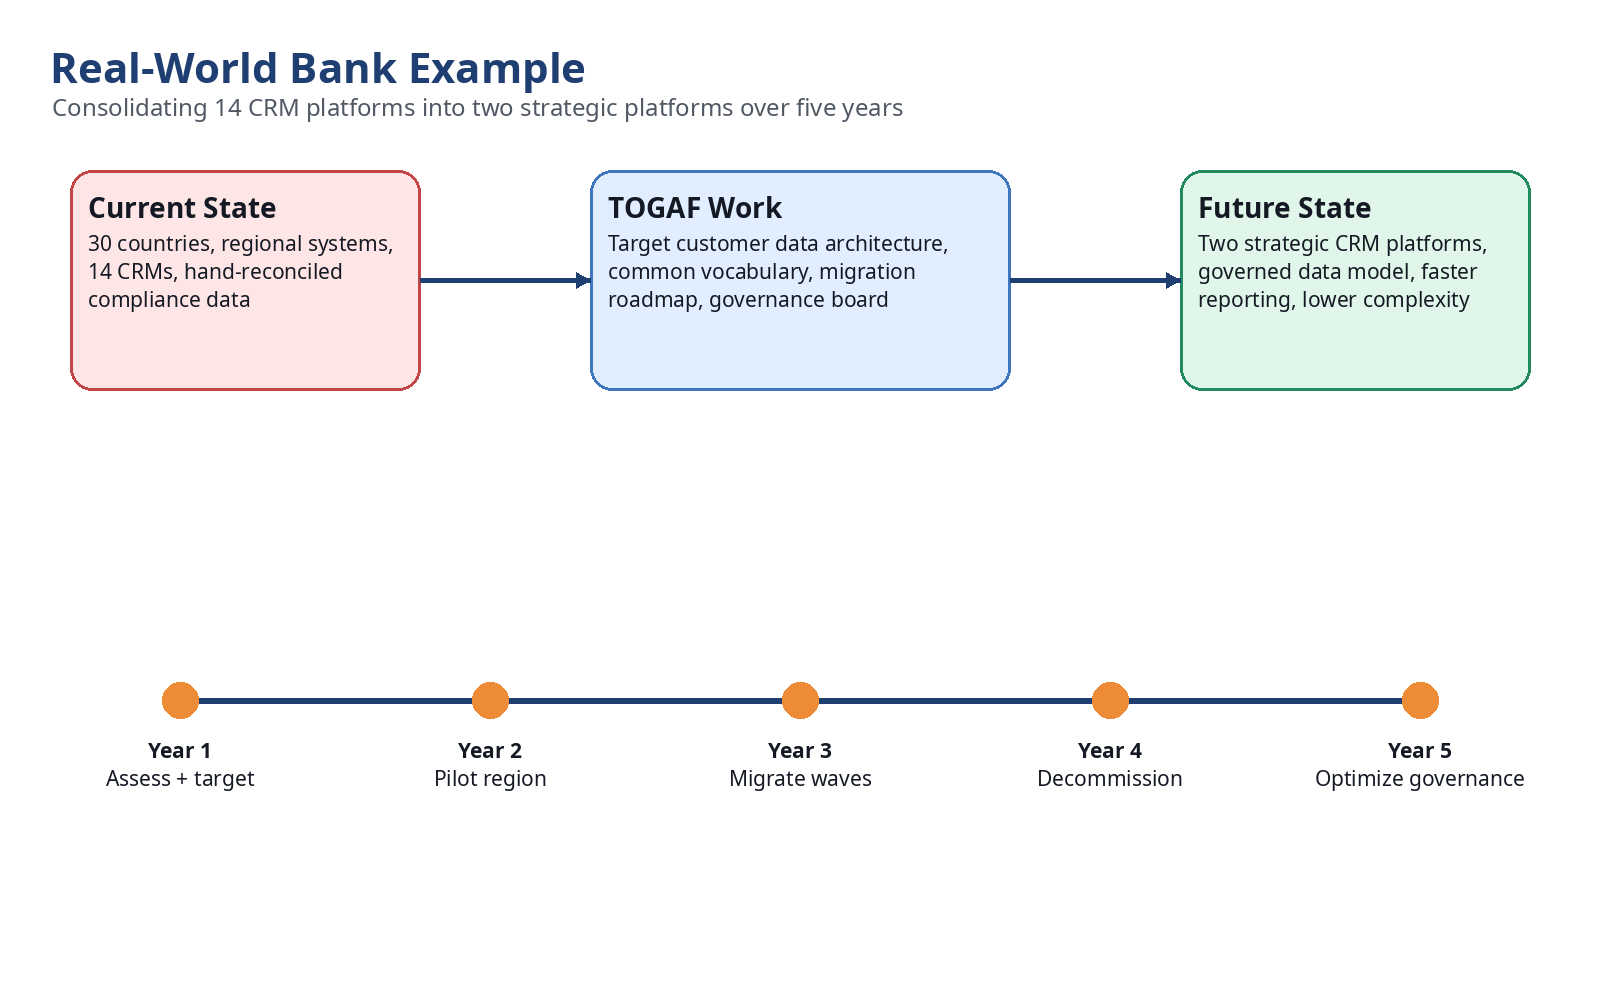 Real-World Bank Example
Consolidating 14 CRM platforms into two strategic platforms over five years
Current State
30 countries, regional systems,
14 CRMs, hand-reconciled
compliance data
TOGAF Work
Target customer data architecture,
common vocabulary, migration
roadmap, governance board
Future State
Two strategic CRM platforms,
governed data model, faster
reporting, lower complexity
Year 1
Assess + target
Year 2
Pilot region
Year 3
Migrate waves
Year 4
Decommission
Year 5
Optimize governance